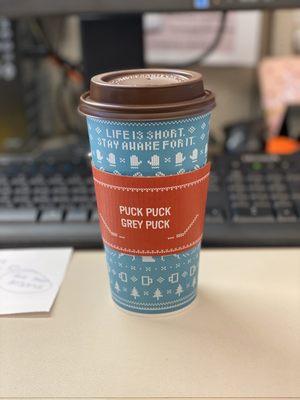 LIFE IS SHORT.
STAY AWAKE FOR IT.
PUCK PUCK
GREY PUCK